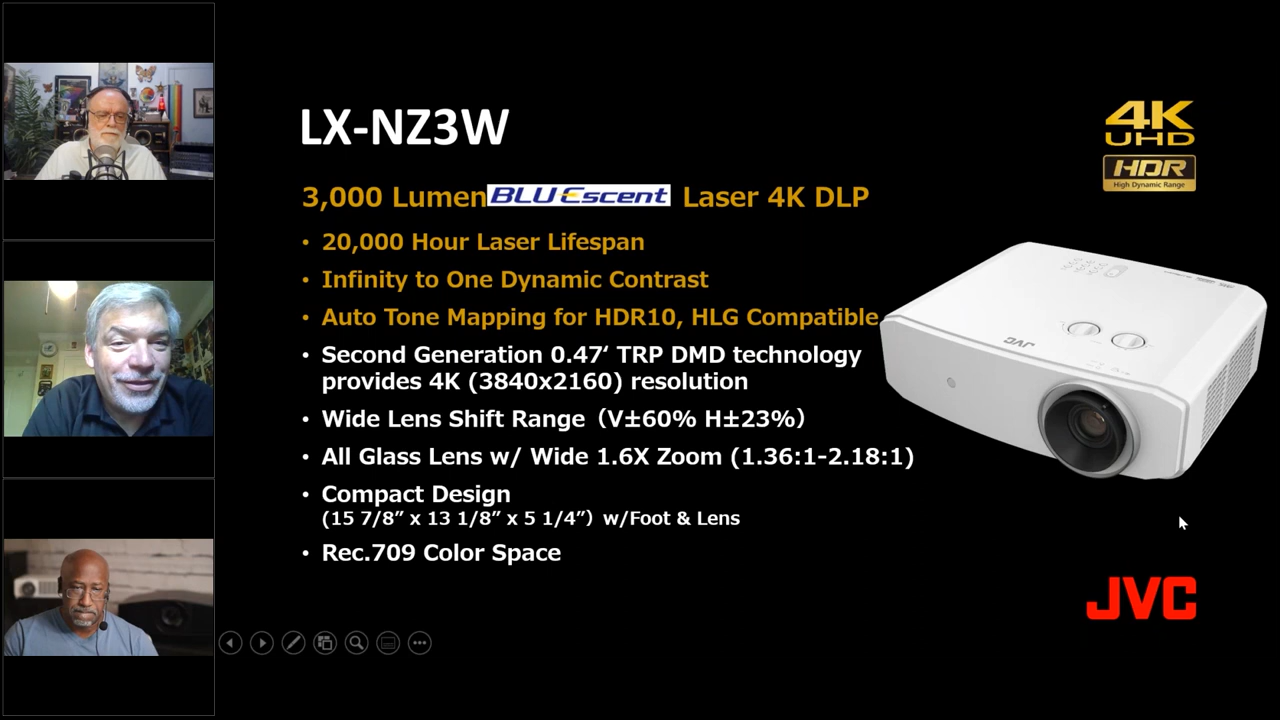 LX-NZ3W
4K
UHD
HDR
High Dynamic Range
3,000 Lumen BLU Escent Laser 4K DLP
• 20,000 Hour Laser Lifespan
• Infinity to One Dynamic Contrast
• Auto Tone Mapping for HDR10, HLG Compatible
• Second Generation 0.47‘ TRP DMD technology
provides 4K (3840x2160) resolution
• Wide Lens Shift Range（V±60% H±23%）
• All Glass Lens w/ Wide 1.6X Zoom (1.36:1-2.18:1)
• Compact Design
(15 7/8” x 13 1/8” x 5 1/4”）w/Foot & Lens
• Rec.709 Color Space
JVC
JVC